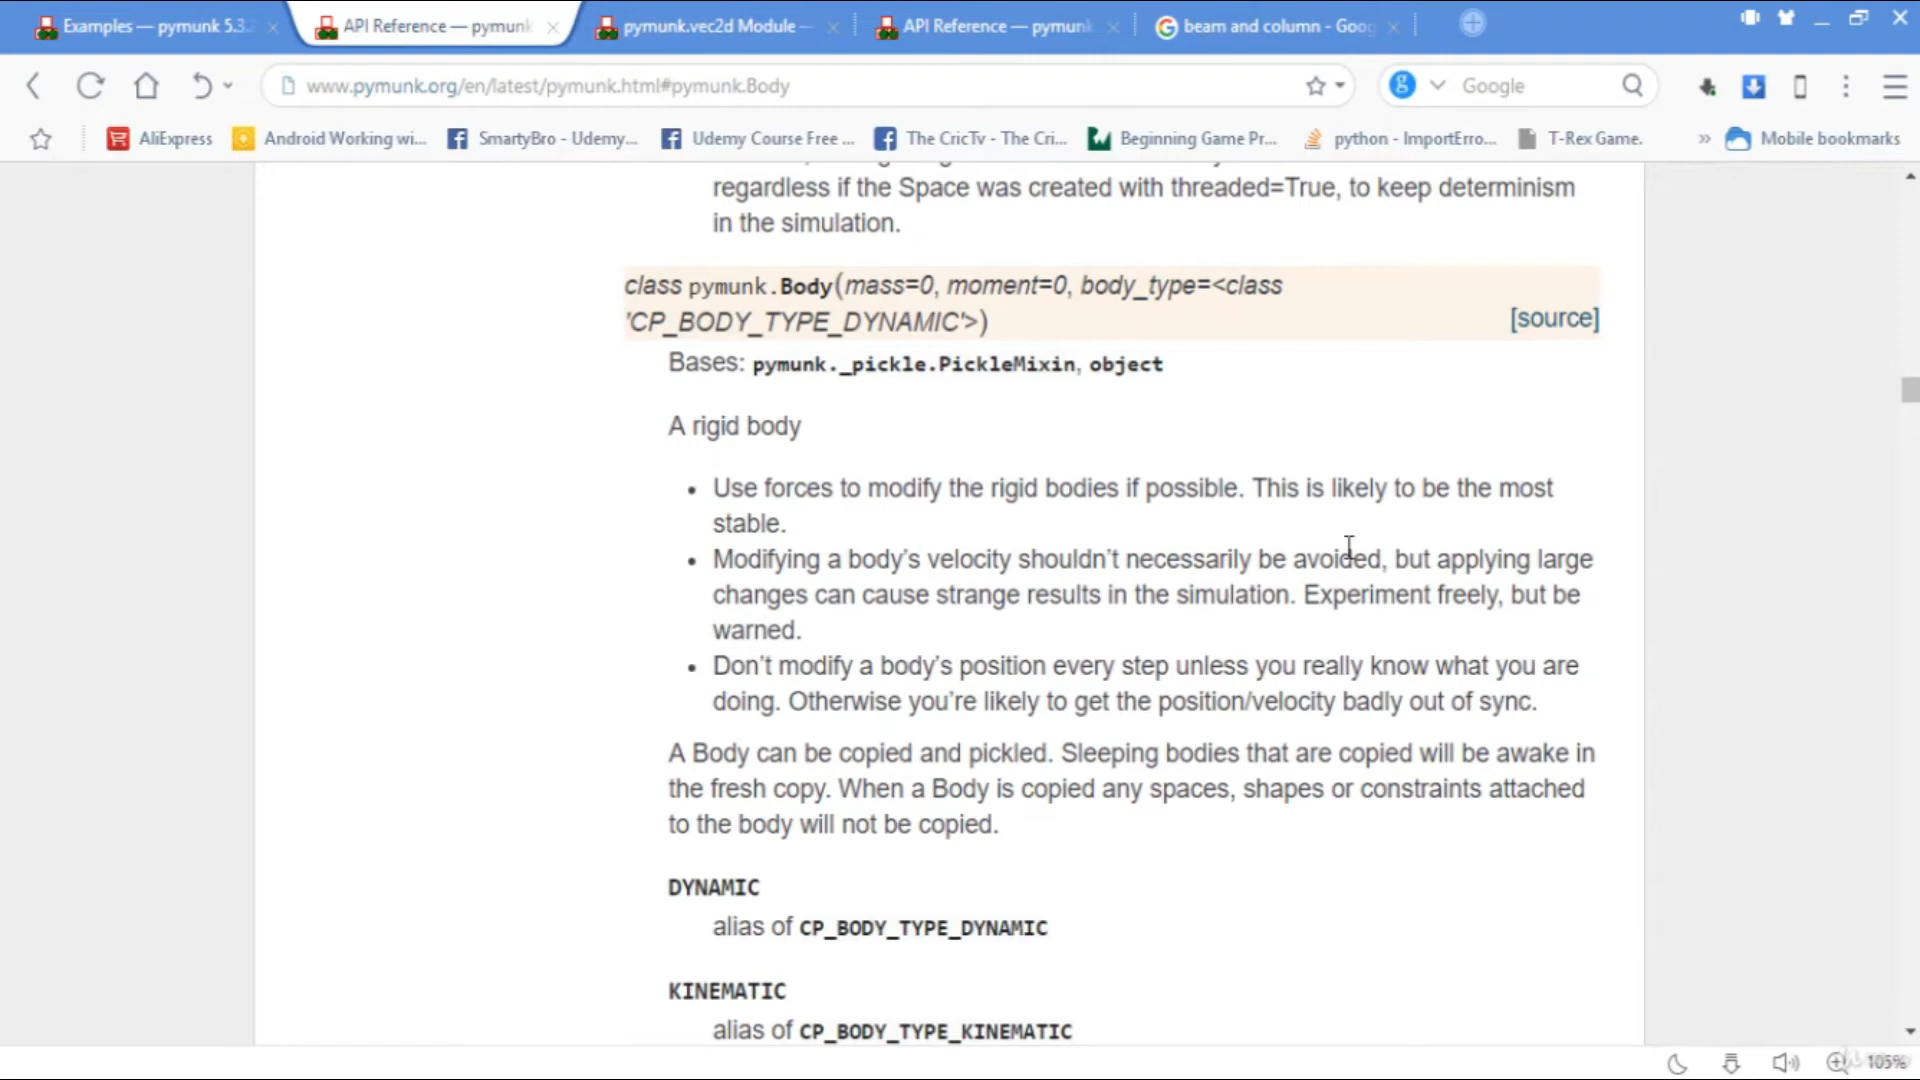 Examples — pymunk 5.3.
API Reference — pymunk
pymunk.vec2d Module —
API Reference — pymunk
beam and column - Goog
www.pymunk.org/en/latest/pymunk.html#pymunk.Body
Google
AliExpress
Android Working wi...
SmartyBro - Udemy...
Udemy Course Free ...
The CricTv - The Cri...
Beginning Game Pr...
python - ImportErro...
T-Rex Game.
Mobile bookmarks
regardless if the Space was created with threaded=True, to keep determinism
in the simulation.
class pymunk.Body(mass=0, moment=0, body_type=<class
'CP_BODY_TYPE_DYNAMIC'>)
[source]
Bases: pymunk._pickle.PickleMixin, object
A rigid body
• Use forces to modify the rigid bodies if possible. This is likely to be the most
stable.
• Modifying a body’s velocity shouldn’t necessarily be avoided, but applying large
changes can cause strange results in the simulation. Experiment freely, but be
warned.
• Don’t modify a body’s position every step unless you really know what you are
doing. Otherwise you’re likely to get the position/velocity badly out of sync.
A Body can be copied and pickled. Sleeping bodies that are copied will be awake in
the fresh copy. When a Body is copied any spaces, shapes or constraints attached
to the body will not be copied.
DYNAMIC
alias of CP_BODY_TYPE_DYNAMIC
KINEMATIC
alias of CP_BODY_TYPE_KINEMATIC
105%